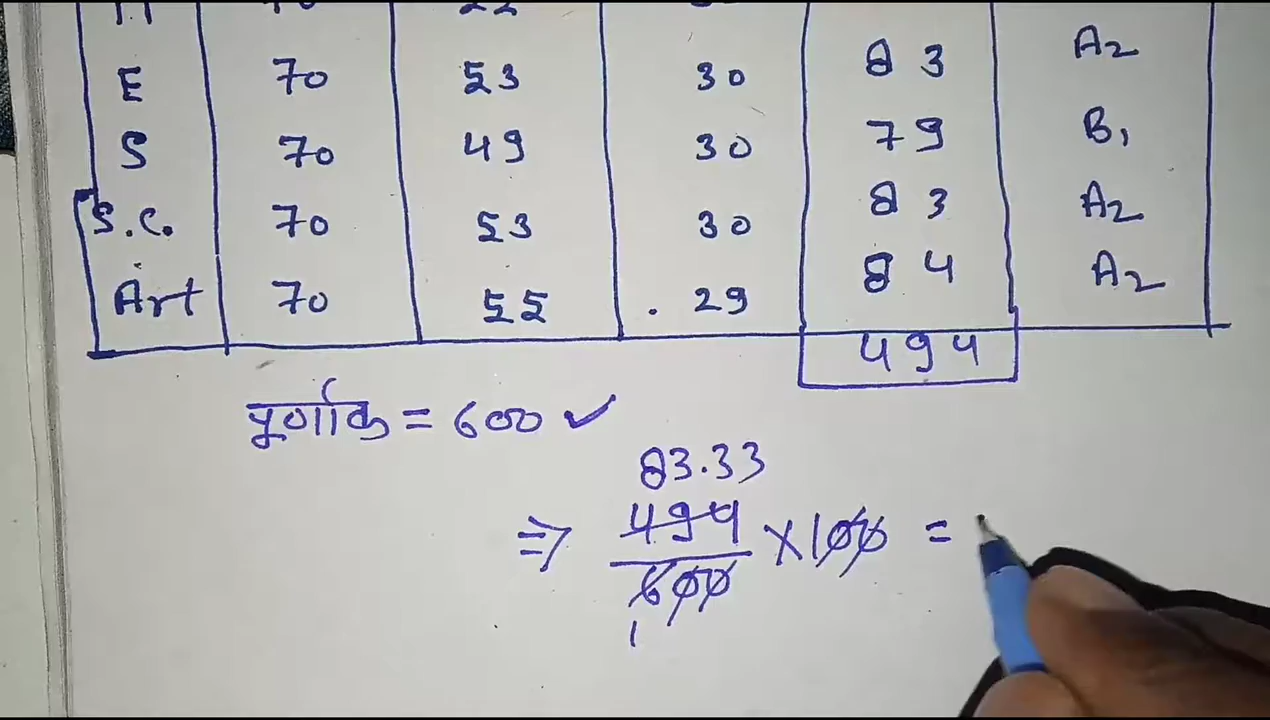 E 70 53 30 83 A2
S 70 49 30 79 B1
S.C. 70 53 30 83 A2
Art 70 55 29 84 A2
494
पूर्णांक = 600 ✓
83.33
⇒ 494/600 × 100 =
1